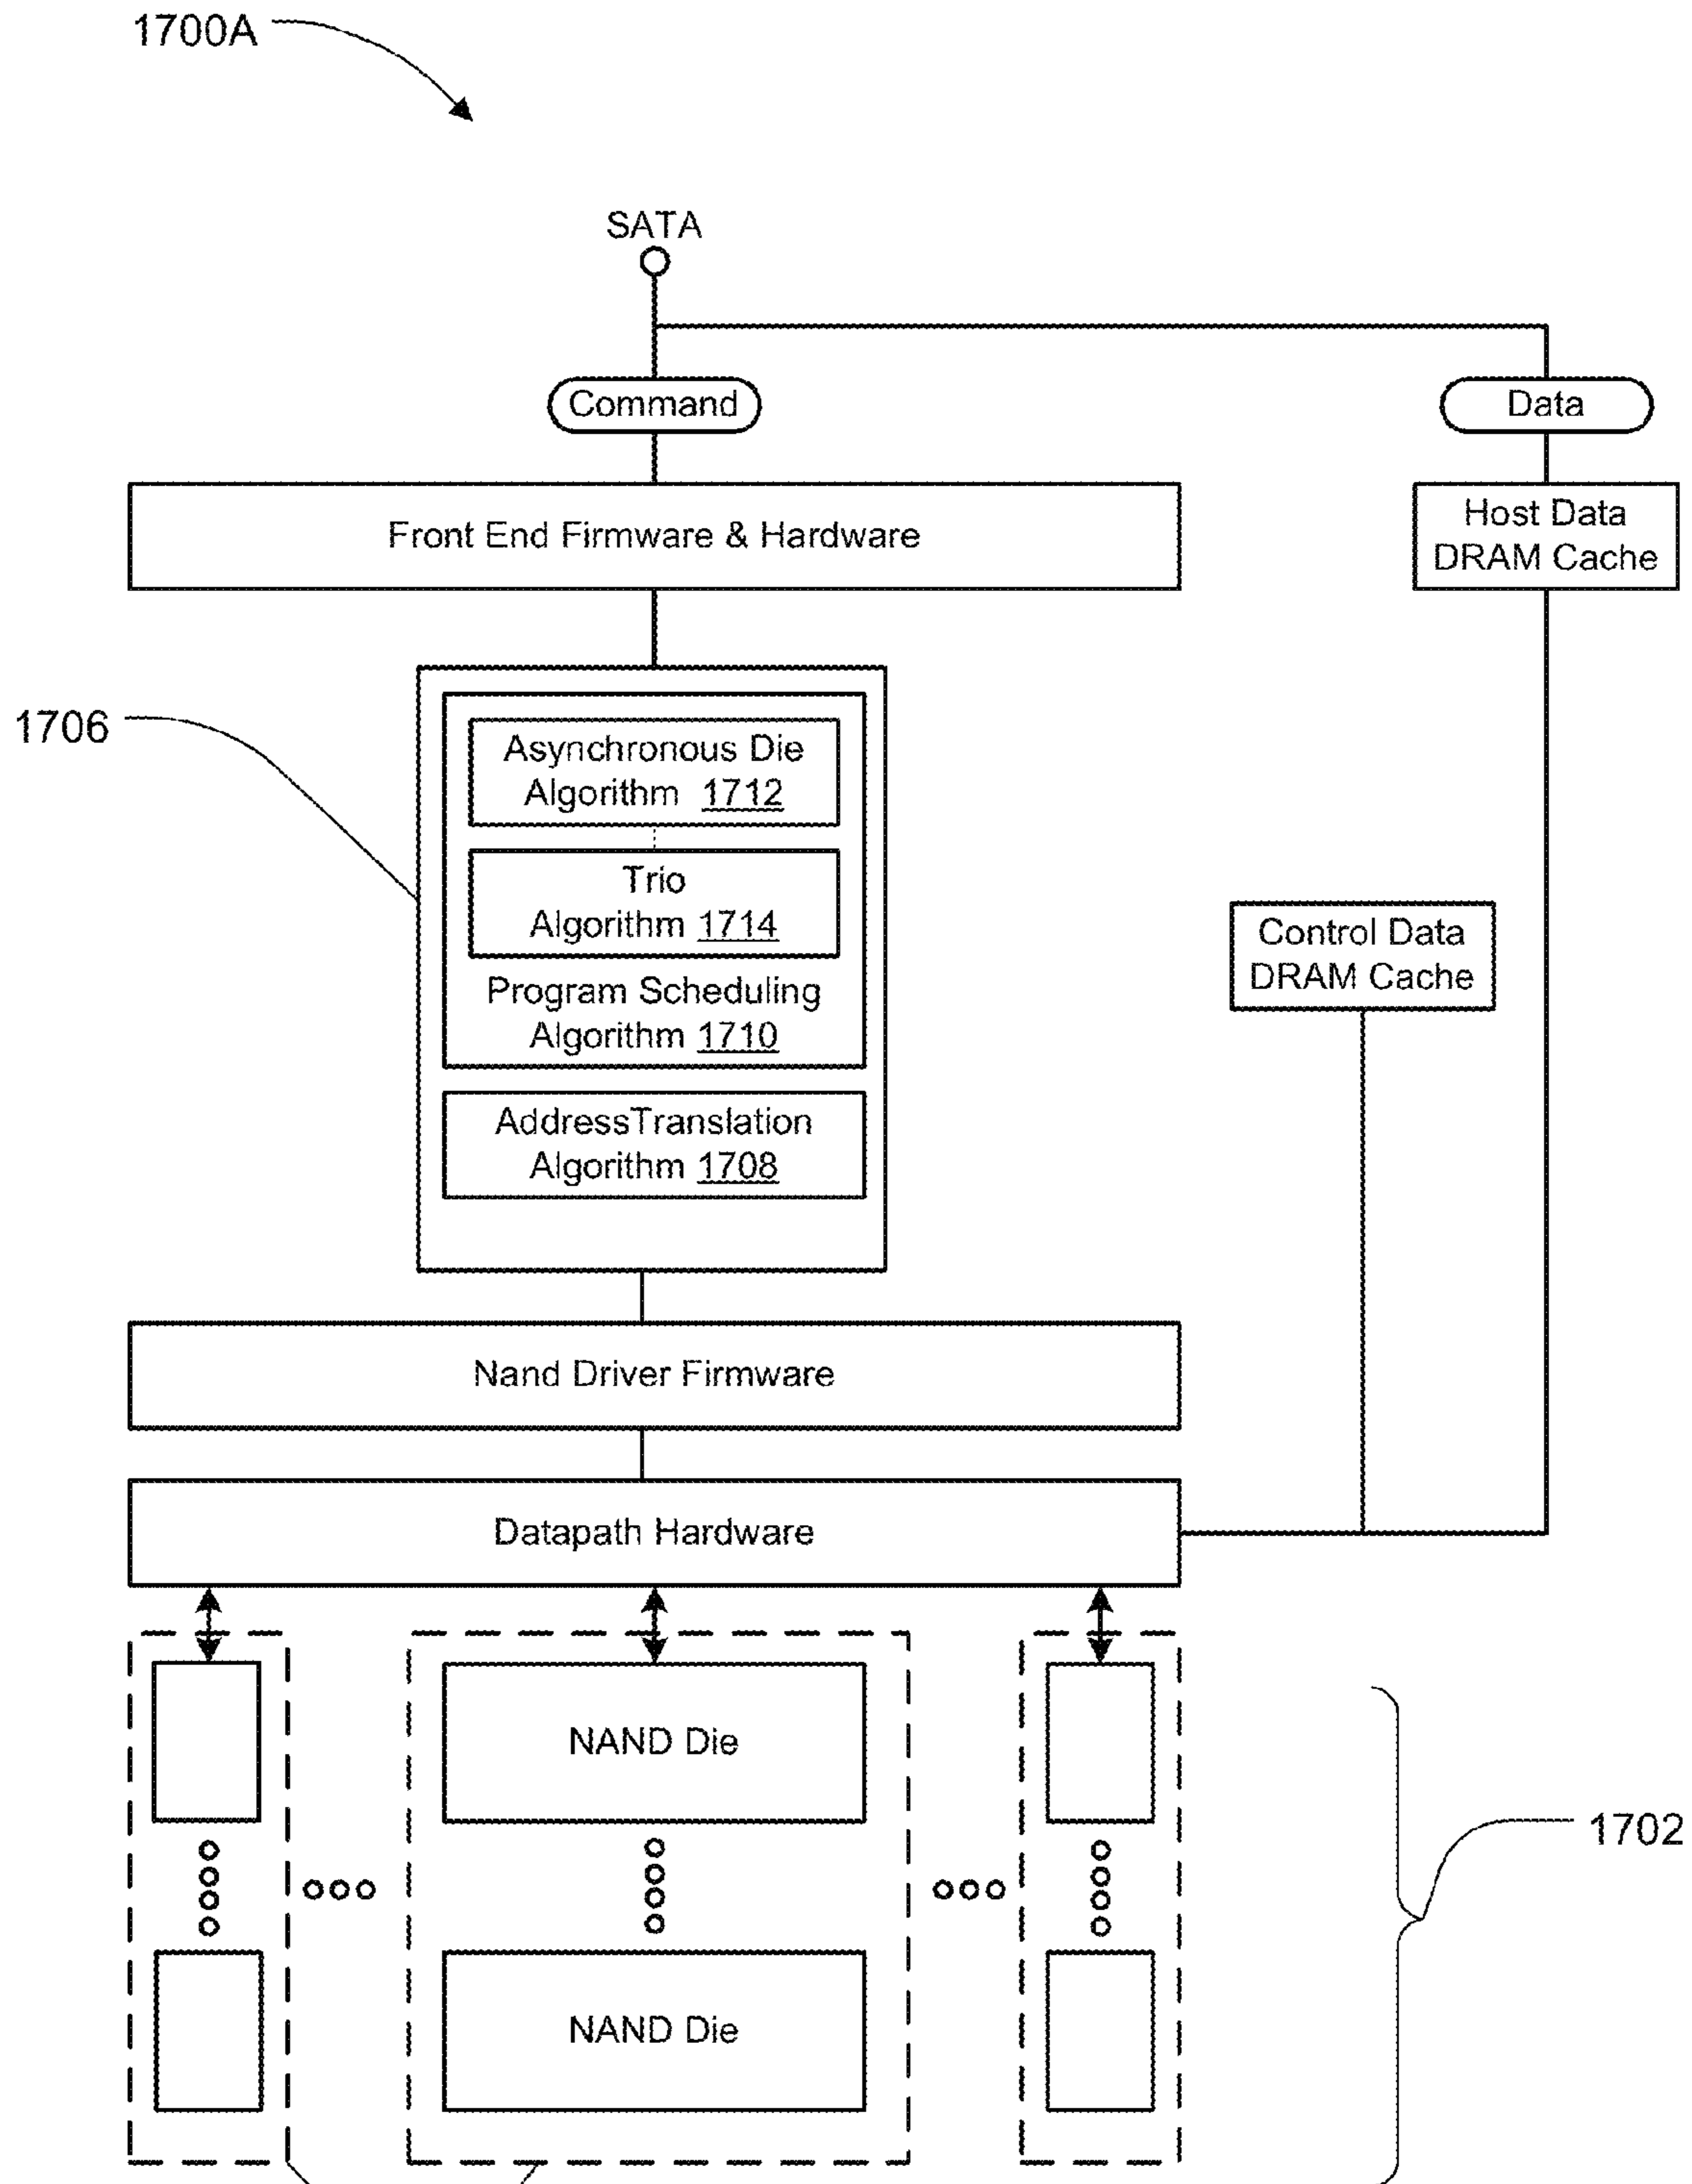 1700A
SATA
Command
Data
Front End Firmware & Hardware
Host Data
DRAM Cache
1706
Asynchronous Die
Algorithm 1712
Trio
Algorithm 1714
Program Scheduling
Algorithm 1710
Control Data
DRAM Cache
AddressTranslation
Algorithm 1708
Nand Driver Firmware
Datapath Hardware
NAND Die
1702
NAND Die